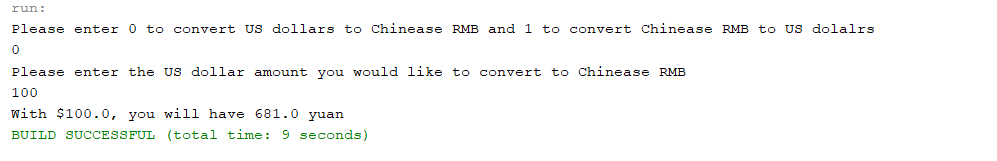 run:
Please enter 0 to convert US dollars to Chinease RMB and 1 to convert Chinease RMB to US dolalrs
0
Please enter the US dollar amount you would like to convert to Chinease RMB
100
With $100.0, you will have 681.0 yuan
BUILD SUCCESSFUL (total time: 9 seconds)